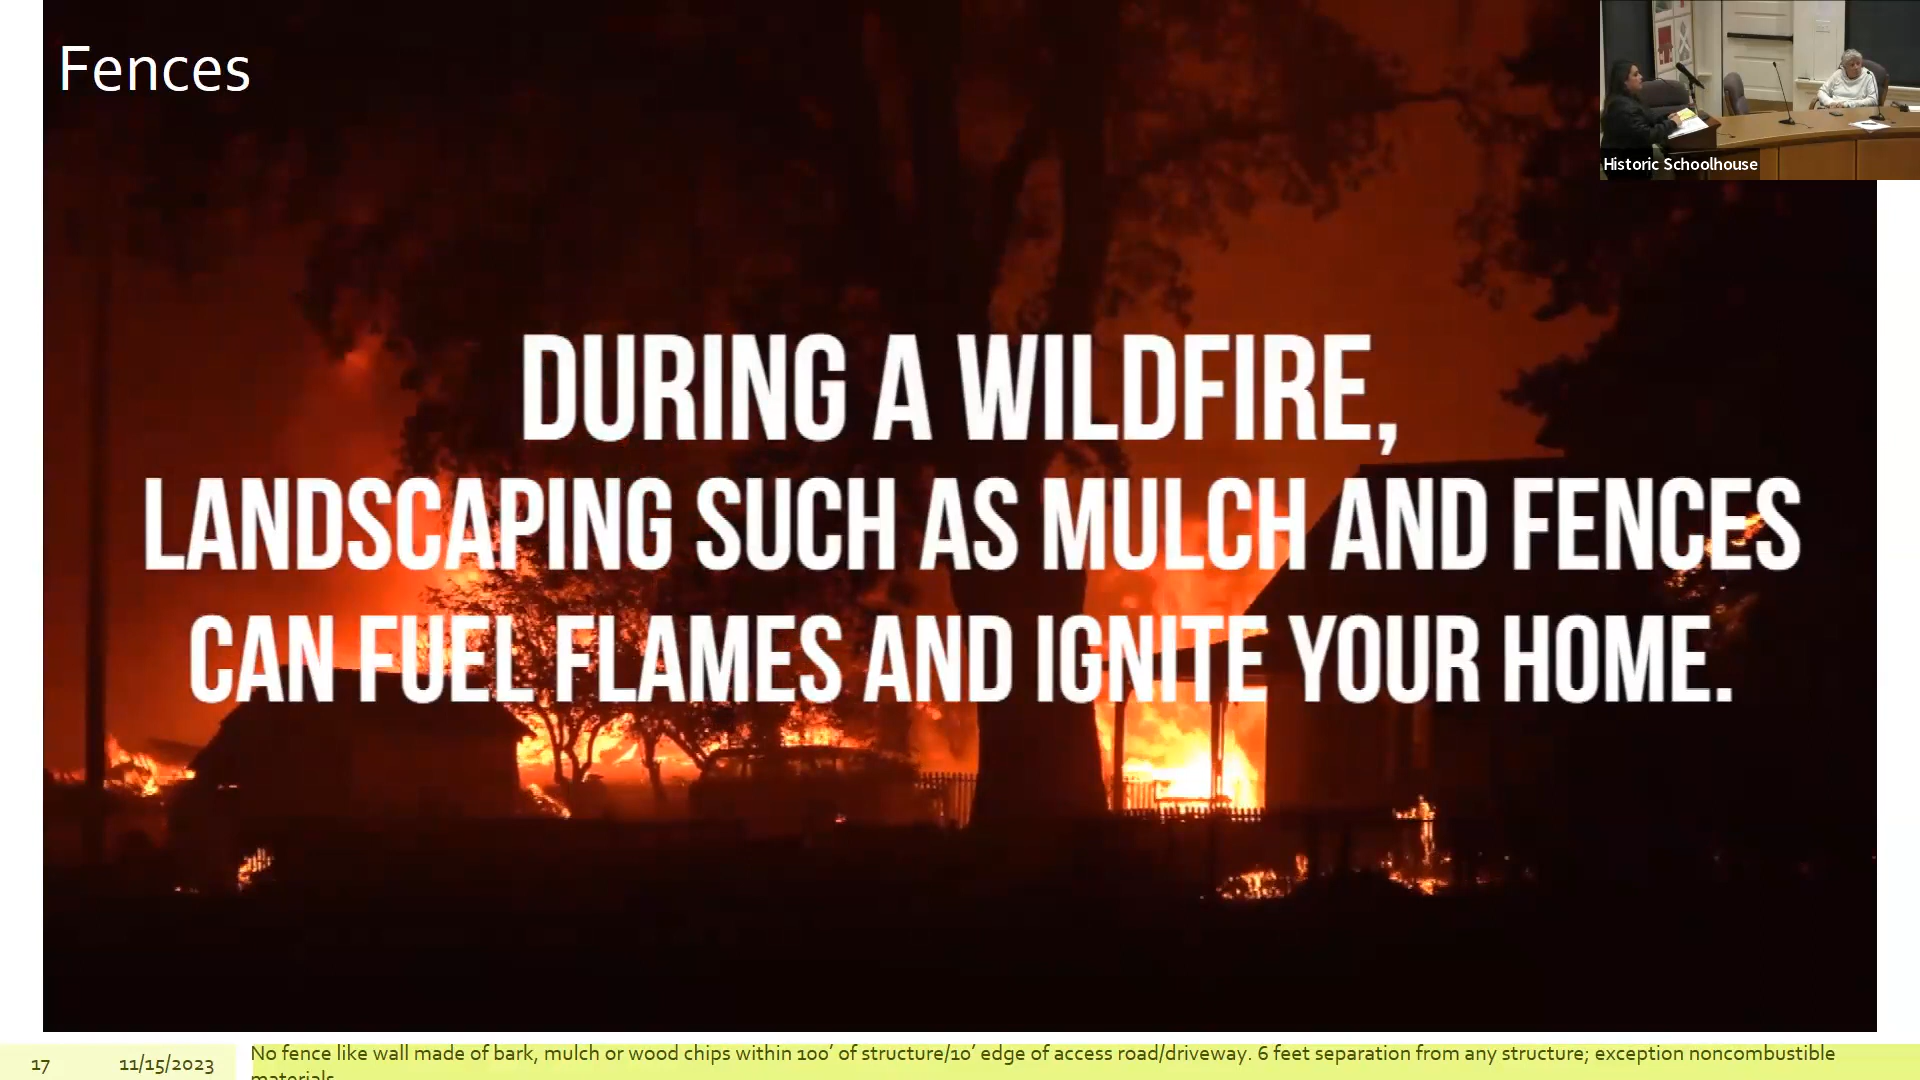 Fences
Historic Schoolhouse
DURING A WILDFIRE,
LANDSCAPING SUCH AS MULCH AND FENCES
CAN FUEL FLAMES AND IGNITE YOUR HOME.
17
11/15/2023
No fence like wall made of bark, mulch or wood chips within 100’ of structure/10’ edge of access road/driveway. 6 feet separation from any structure; exception noncombustible
materials